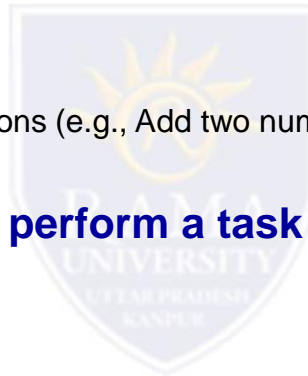 ons (e.g., Add two num
perform a task
RAMA
UNIVERSITY
UTTAR PRADESH
KANPUR